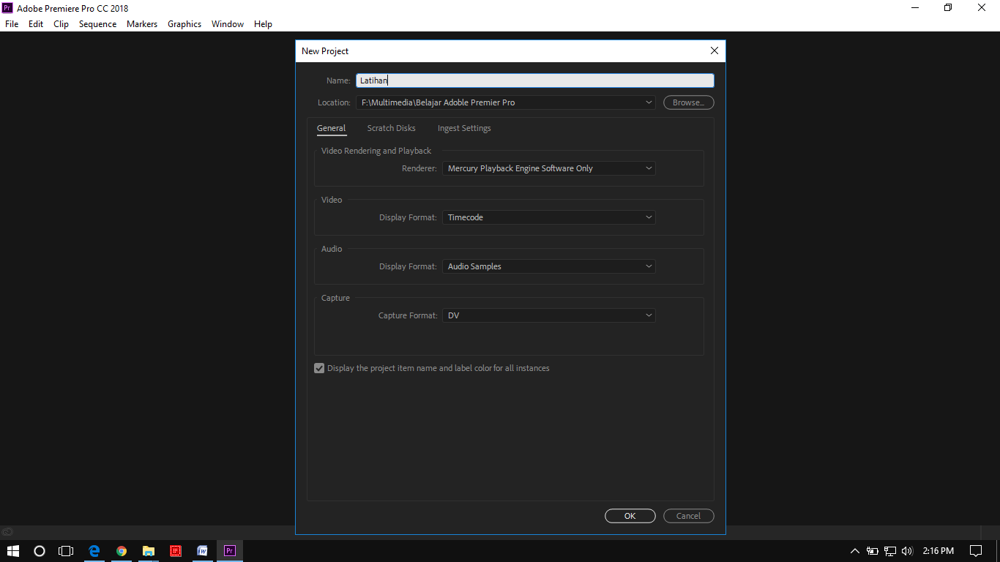 Adobe Premiere Pro CC 2018
File Edit Clip Sequence Markers Graphics Window Help
New Project
Name: Latihan
Location: F:\Multimedia\Belajar Adoble Premier Pro Browse...
General Scratch Disks Ingest Settings
Video Rendering and Playback
Renderer: Mercury Playback Engine Software Only
Video
Display Format: Timecode
Audio
Display Format: Audio Samples
Capture
Capture Format: DV
Display the project item name and label color for all instances
OK Cancel
2:16 PM